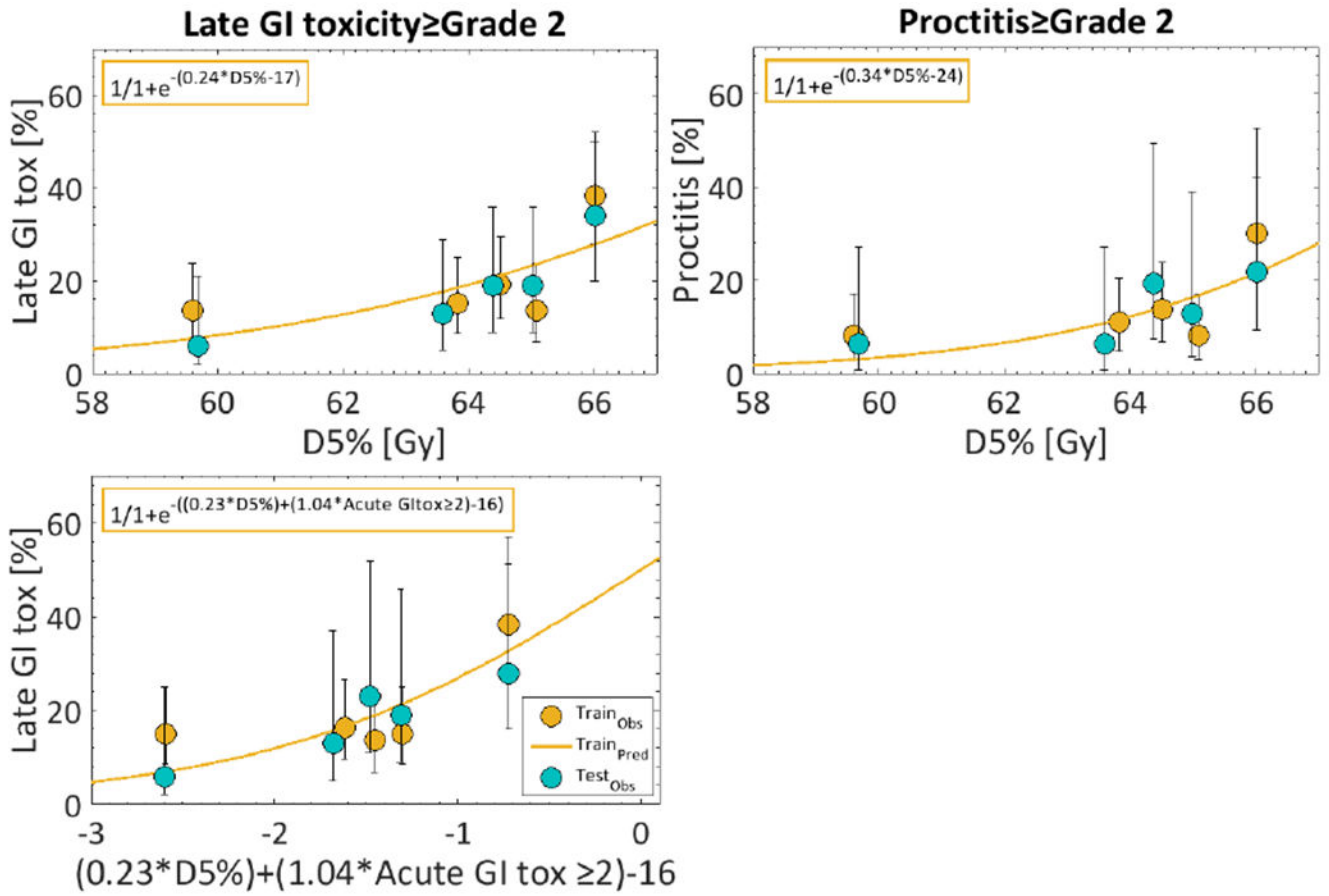 Late GI toxicity≥Grade 2
1/1+e-(0.24*D5%-17)
Late GI tox [%]
60
40
20
0
58 60 62 64 66
D5% [Gy]
Proctitis≥Grade 2
1/1+e-(0.34*D5%-24)
Proctitis [%]
60
40
20
0
58 60 62 64 66
D5% [Gy]
1/1+e-((0.23*D5%)+(1.04*Acute GItox≥2)-16)
Late GI tox [%]
60
40
20
0
-3 -2 -1 0
(0.23*D5%)+(1.04*Acute GI tox ≥2)-16
TrainObs
TrainPred
TestObs